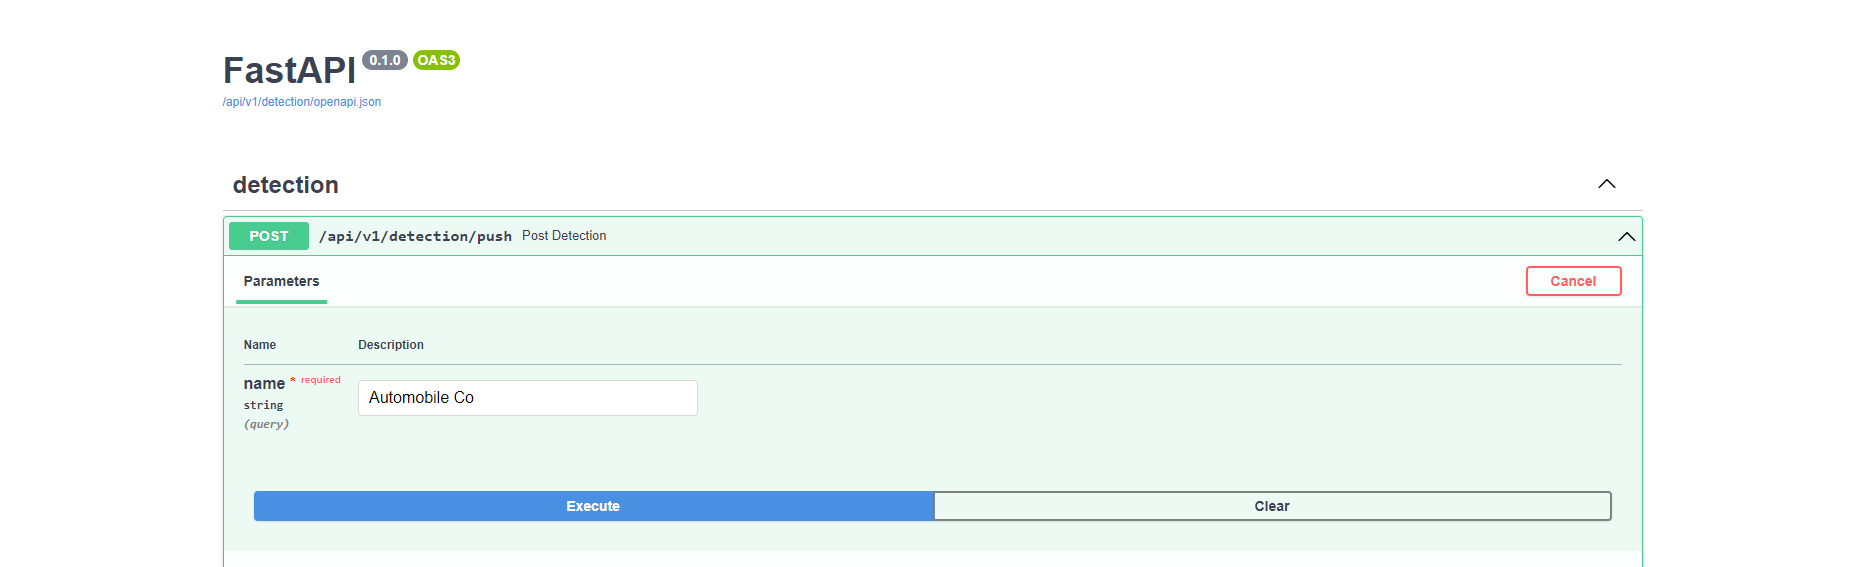 FastAPI 0.1.0 OAS3
/api/v1/detection/openapi.json
detection
POST /api/v1/detection/push Post Detection
Parameters Cancel
Name Description
name * required
string
(query)
Automobile Co
Execute Clear